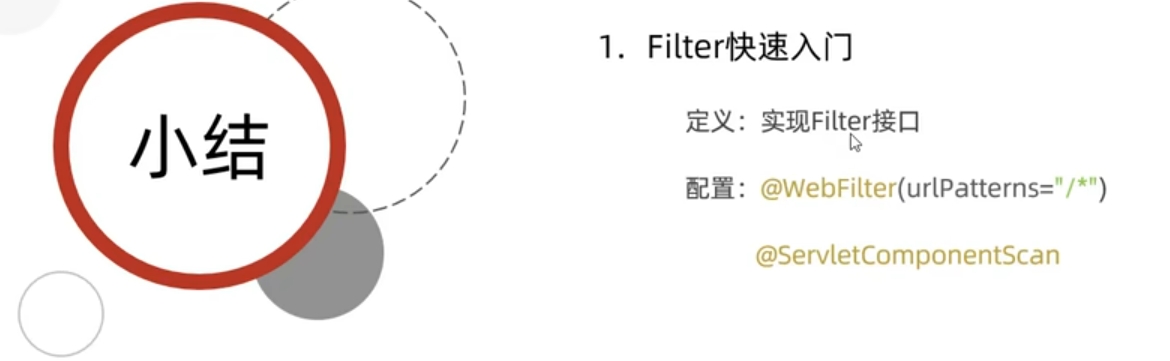 小结
1. Filter快速入门
定义：实现Filter接口
配置：@WebFilter(urlPatterns="/*")
@ServletComponentScan